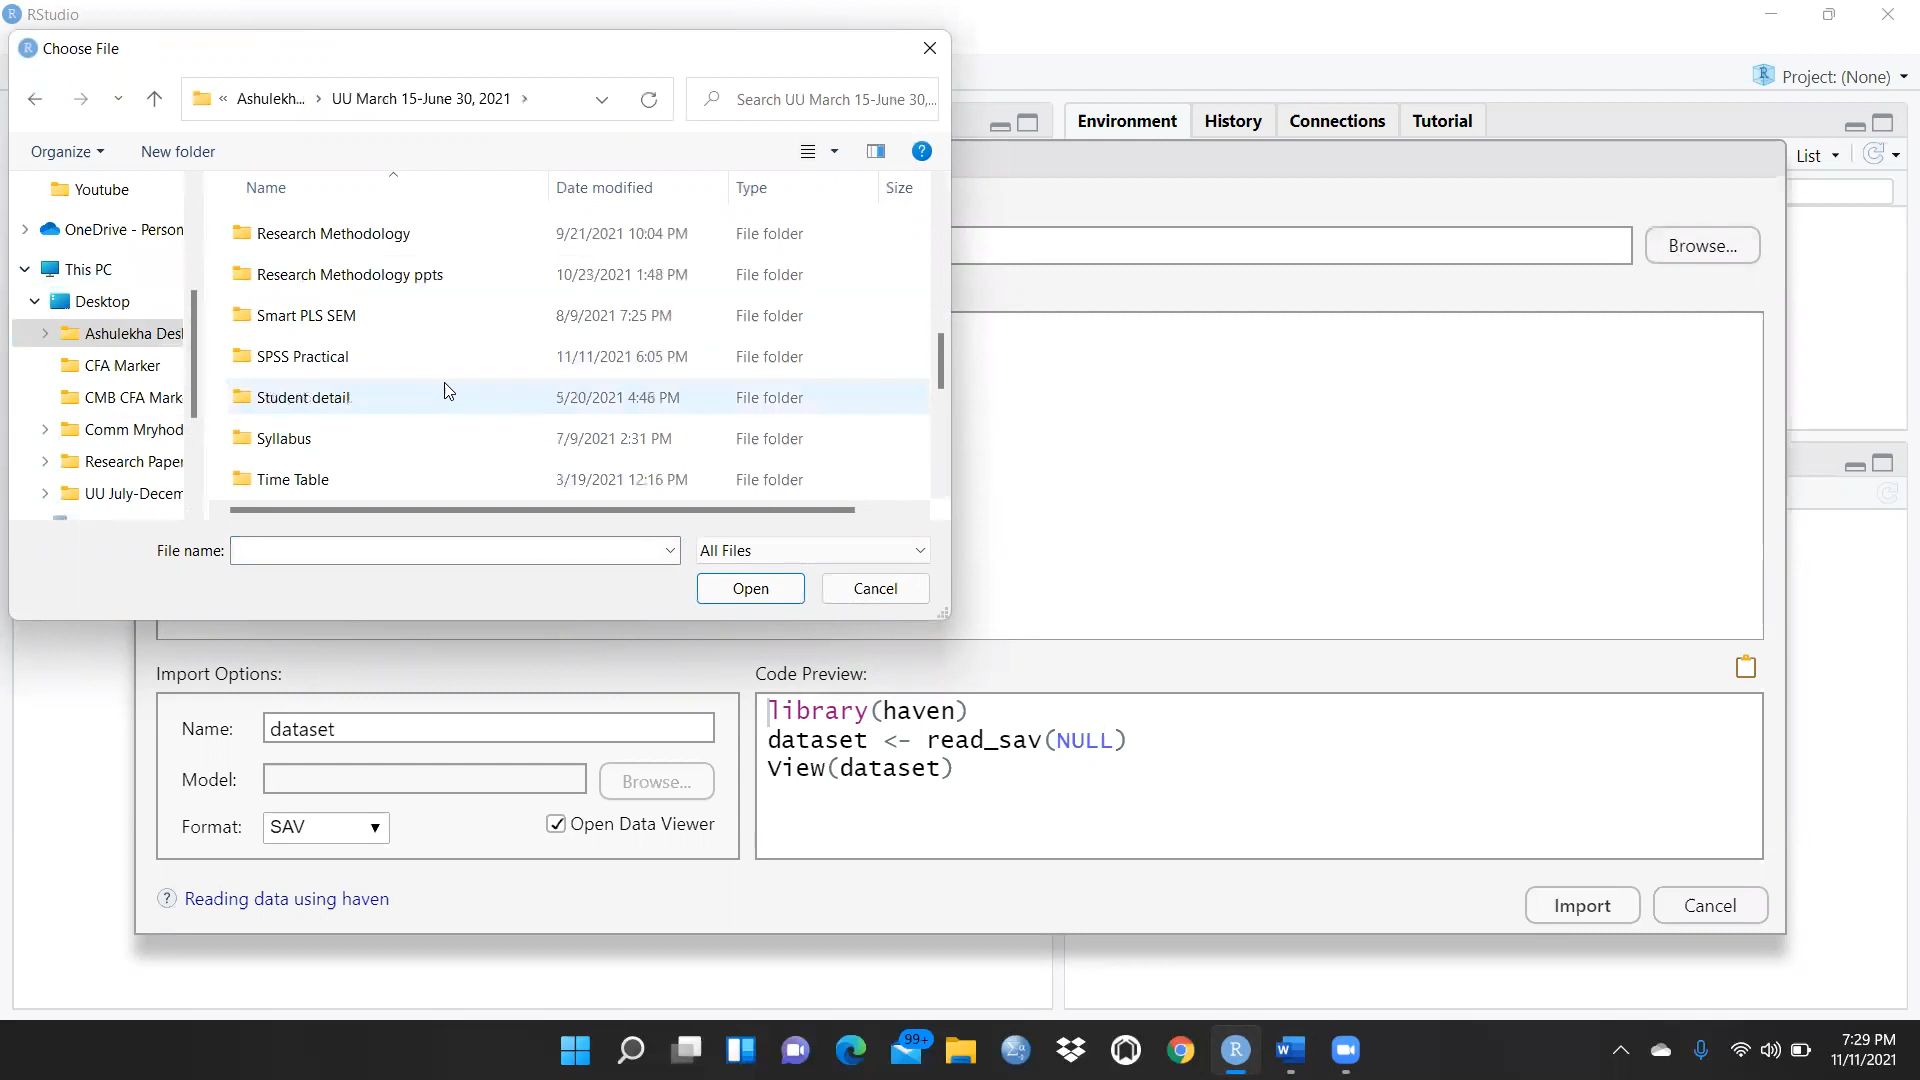 RStudio
Choose File
« Ashulekh... › UU March 15-June 30, 2021 ›
Search UU March 15-June 30,...
Project: (None)
Organize
New folder
Environment
History
Connections
Tutorial
List
Youtube
OneDrive - Person
This PC
Desktop
Ashulekha Des
CFA Marker
CMB CFA Mark
Comm Mryhod
Research Paper
UU July-Decem
Name
Date modified
Type
Size
Research Methodology 9/21/2021 10:04 PM File folder
Research Methodology ppts 10/23/2021 1:48 PM File folder
Smart PLS SEM 8/9/2021 7:25 PM File folder
SPSS Practical 11/11/2021 6:05 PM File folder
Student detail 5/20/2021 4:46 PM File folder
Syllabus 7/9/2021 2:31 PM File folder
Time Table 3/19/2021 12:16 PM File folder
Browse...
File name:
All Files
Open
Cancel
Import Options:
Name: dataset
Model:
Browse...
Format: SAV
Open Data Viewer
Code Preview:
library(haven)
dataset <- read_sav(NULL)
View(dataset)
? Reading data using haven
Import
Cancel
99+
7:29 PM
11/11/2021